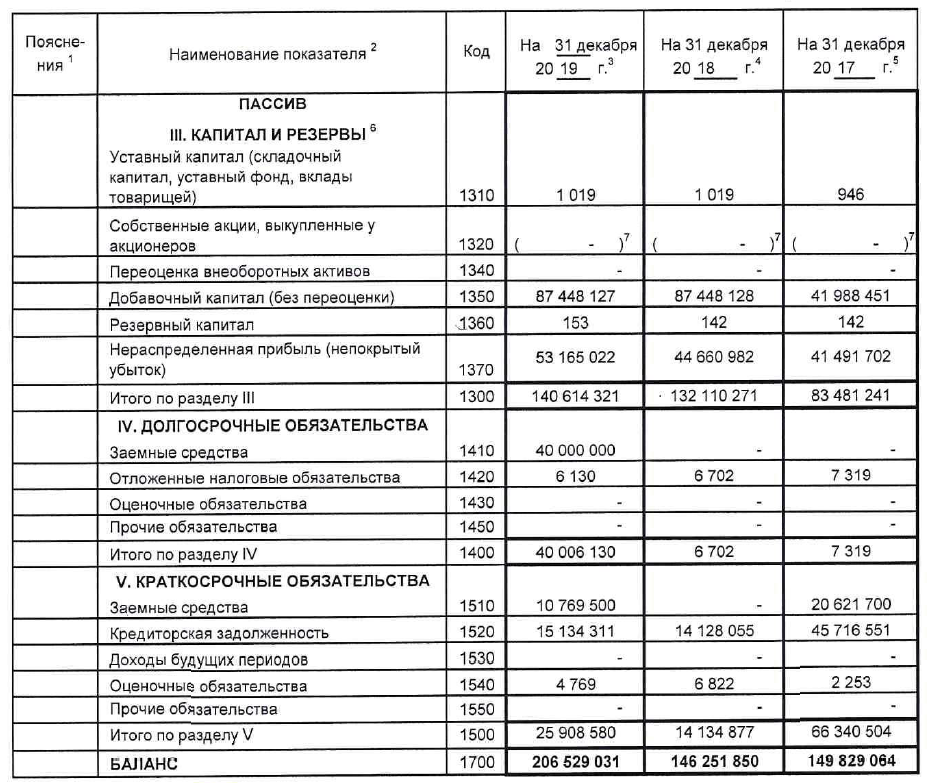 Поясне- Наименование показателя 2 Код На 31 декабря На 31 декабря На 31 декабря
ния 1 20 19 г.3 20 18 г.4 20 17 г.5
ПАССИВ
III. КАПИТАЛ И РЕЗЕРВЫ 6
Уставный капитал (складочный
капитал, уставный фонд, вклады
товарищей) 1310 1 019 1 019 946
Собственные акции, выкупленные у
акционеров 1320 ( - )7 ( - )7 ( - )7
Переоценка внеоборотных активов 1340 - - -
Добавочный капитал (без переоценки) 1350 87 448 127 87 448 128 41 988 451
Резервный капитал 1360 153 142 142
Нераспределенная прибыль (непокрытый
убыток) 1370 53 165 022 44 660 982 41 491 702
Итого по разделу III 1300 140 614 321 132 110 271 83 481 241
IV. ДОЛГОСРОЧНЫЕ ОБЯЗАТЕЛЬСТВА
Заемные средства 1410 40 000 000 - -
Отложенные налоговые обязательства 1420 6 130 6 702 7 319
Оценочные обязательства 1430 - - -
Прочие обязательства 1450 - - -
Итого по разделу IV 1400 40 006 130 6 702 7 319
V. КРАТКОСРОЧНЫЕ ОБЯЗАТЕЛЬСТВА
Заемные средства 1510 10 769 500 - 20 621 700
Кредиторская задолженность 1520 15 134 311 14 128 055 45 716 551
Доходы будущих периодов 1530 - - -
Оценочные обязательства 1540 4 769 6 822 2 253
Прочие обязательства 1550 - - -
Итого по разделу V 1500 25 908 580 14 134 877 66 340 504
БАЛАНС 1700 206 529 031 146 251 850 149 829 064